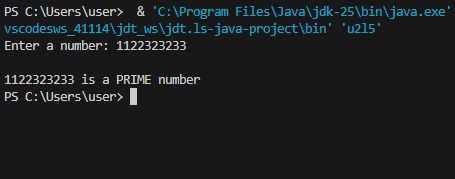 PS C:\Users\user>  & 'C:\Program Files\Java\jdk-25\bin\java.exe'
vscodesws_41114\jdt_ws\jdt.ls-java-project\bin' 'u2l5'
Enter a number: 1122323233
1122323233 is a PRIME number
PS C:\Users\user>